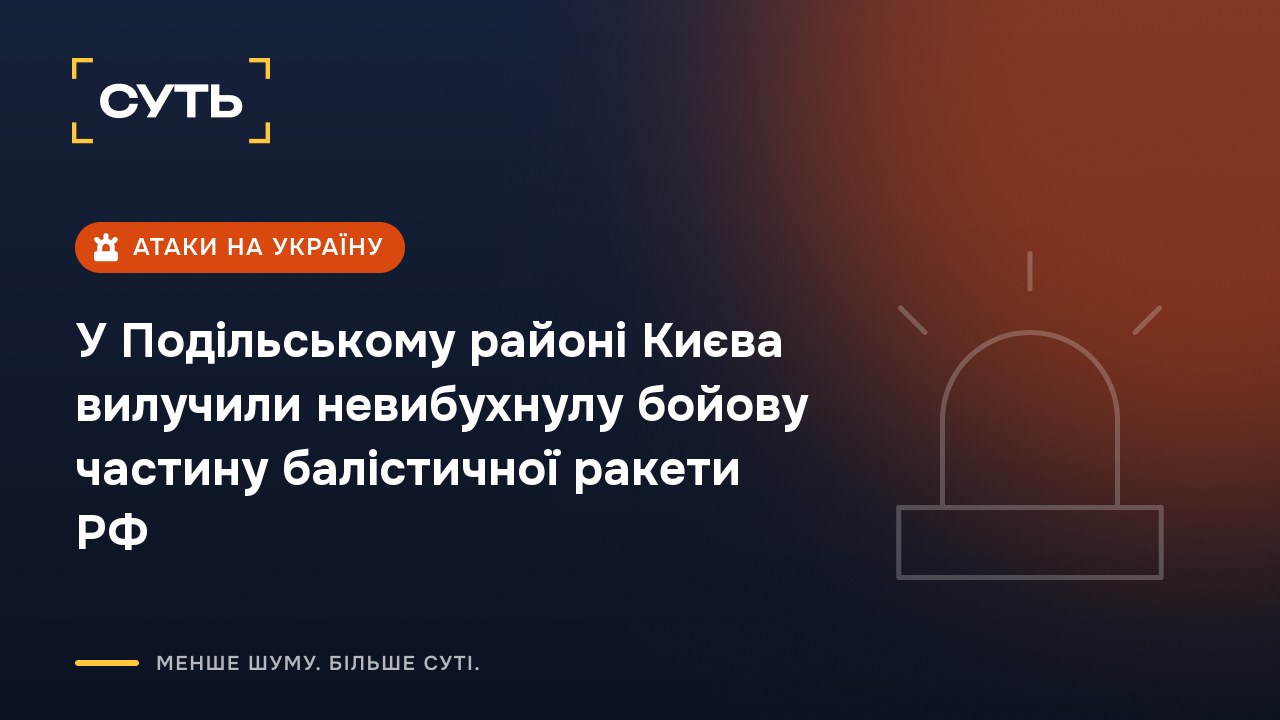 СУТЬ
АТАКИ НА УКРАЇНУ
У Подільському районі Києва
вилучили невибухнулу бойову
частину балістичної ракети
РФ
МЕНШЕ ШУМУ. БІЛЬШЕ СУТІ.